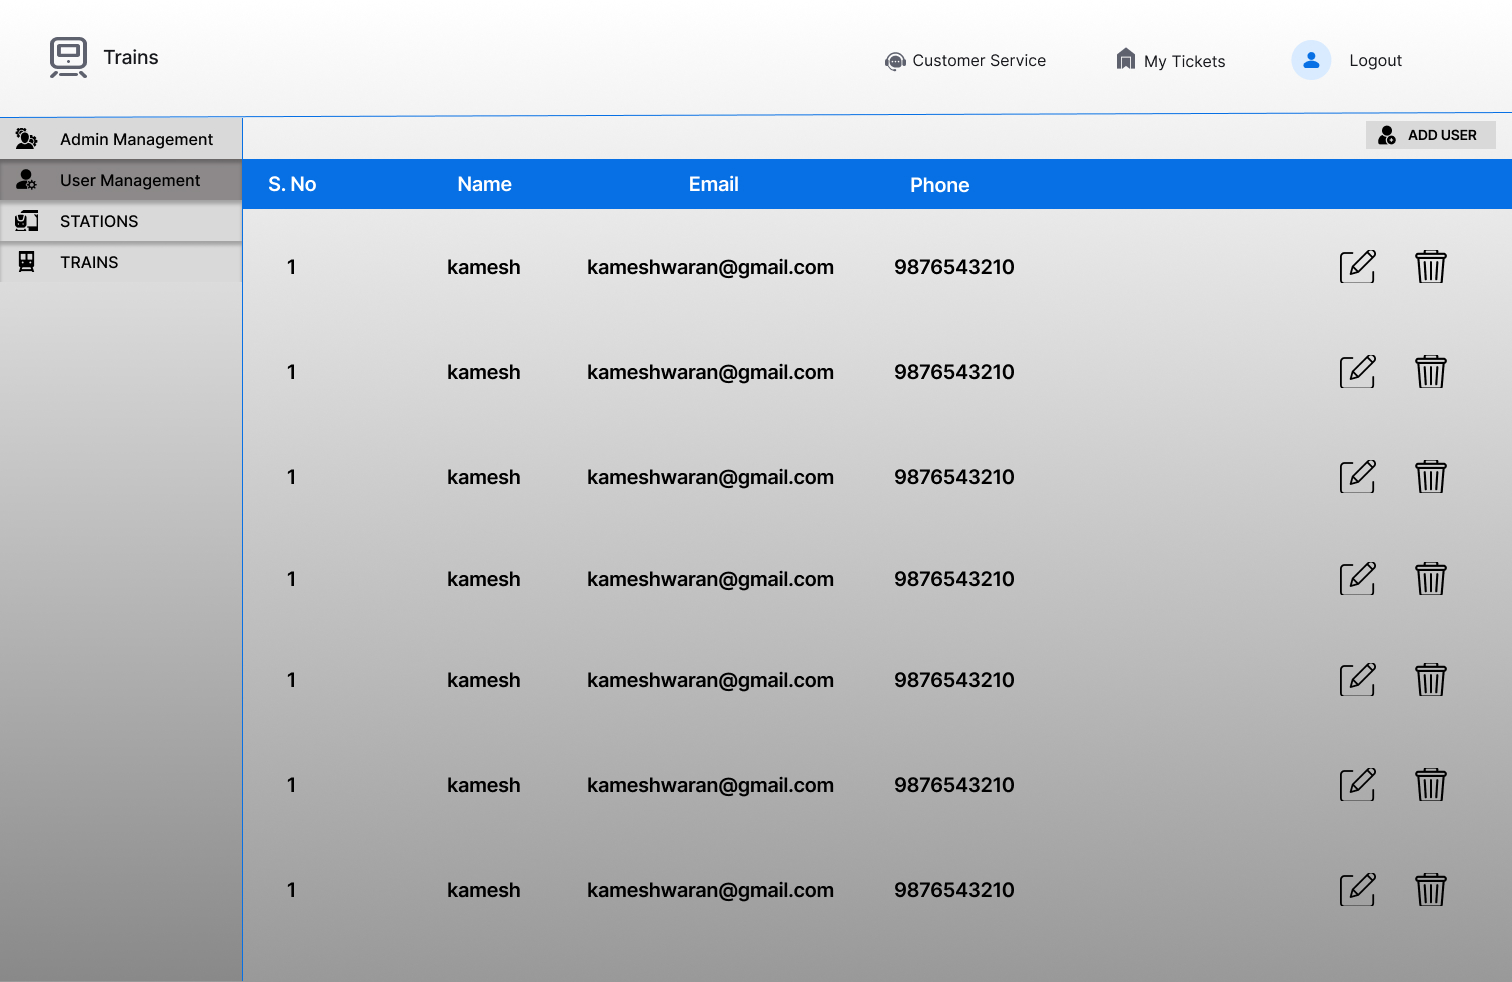 Trains
Customer Service
My Tickets
Logout
Admin Management
ADD USER
User Management
S. No Name Email Phone
STATIONS
TRAINS
1 kamesh kameshwaran@gmail.com 9876543210
1 kamesh kameshwaran@gmail.com 9876543210
1 kamesh kameshwaran@gmail.com 9876543210
1 kamesh kameshwaran@gmail.com 9876543210
1 kamesh kameshwaran@gmail.com 9876543210
1 kamesh kameshwaran@gmail.com 9876543210
1 kamesh kameshwaran@gmail.com 9876543210